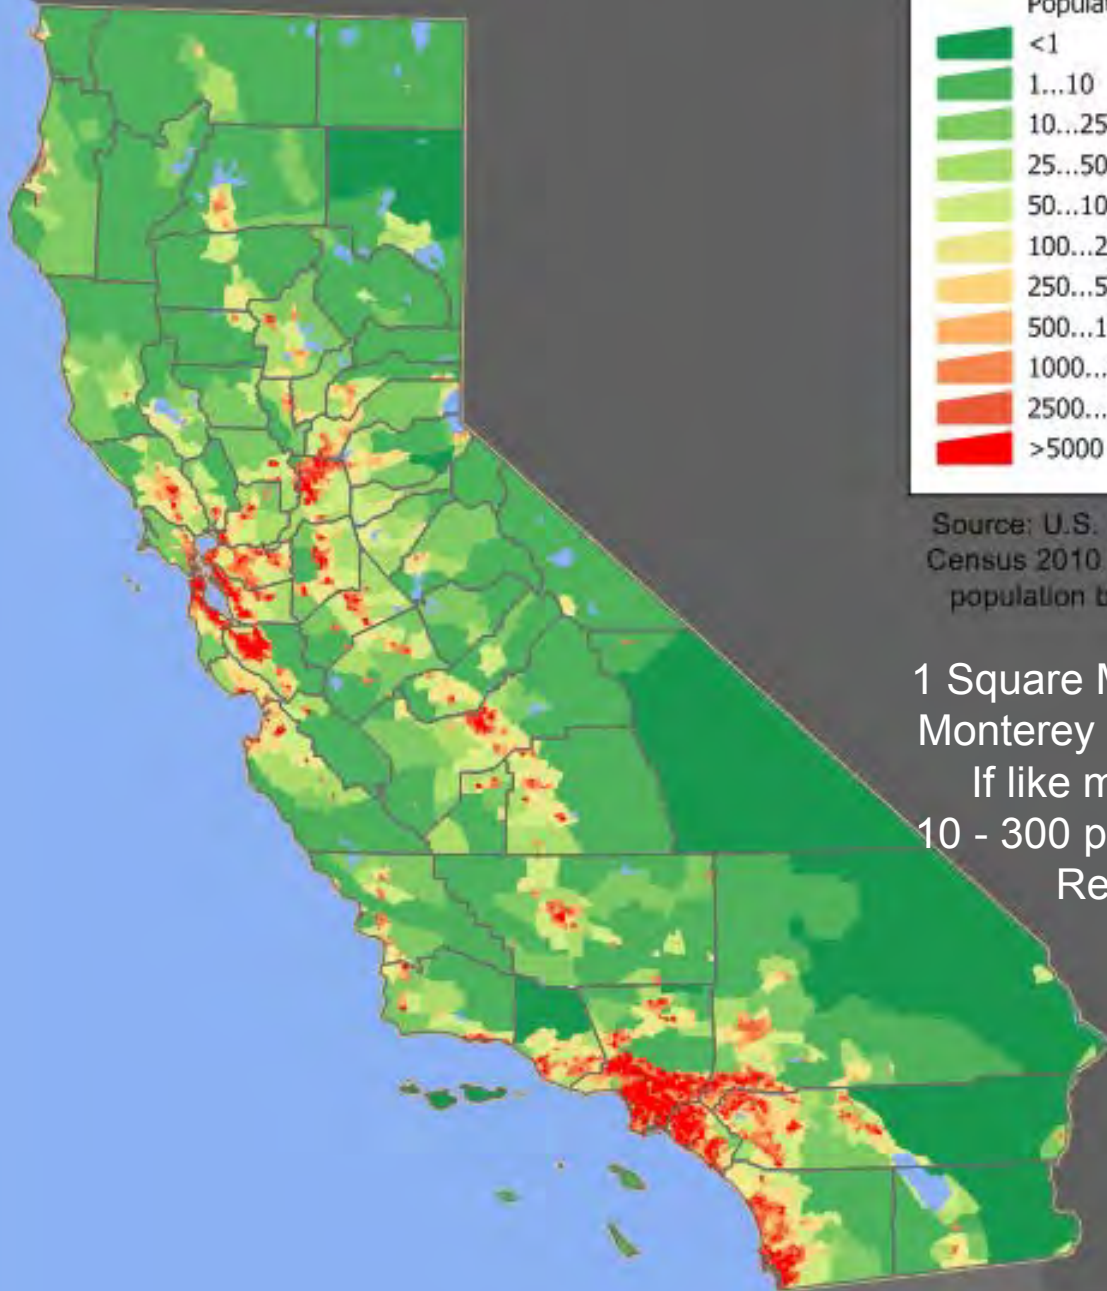 Populat
<1
1...10
10...25
25...50
50...10
100...2
250...5
500...1
1000...
2500...
>5000
Source: U.S.
Census 2010
population b
1 Square M
Monterey
If like m
10 - 300 p
Re